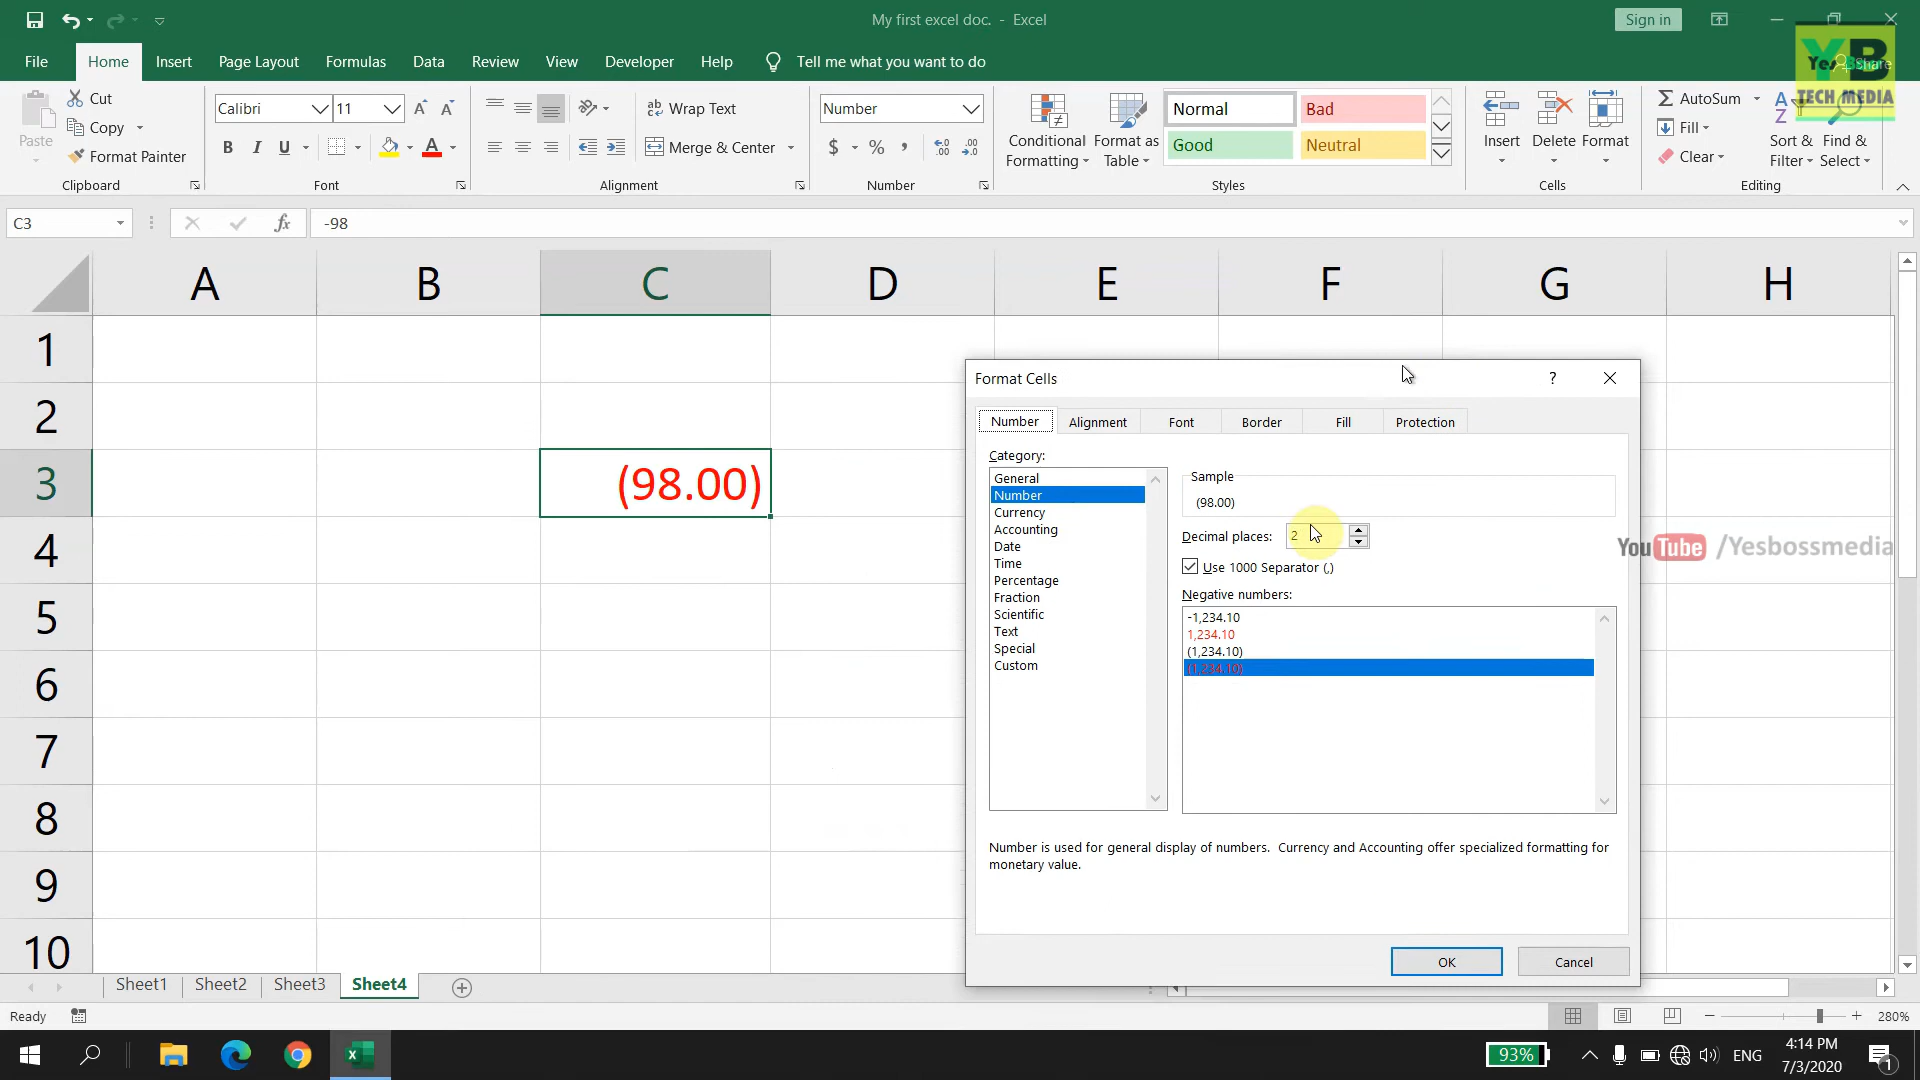 My first excel doc. - Excel
Sign in
File Home Insert Page Layout Formulas Data Review View Developer Help Tell me what you want to do
Share
YB
Yes
TECH MEDIA
Paste
Cut
Copy
Format Painter
Clipboard
Calibri 11
B I U
Font
Wrap Text
Merge & Center
Alignment
Number
$ % ,
Number
Conditional Formatting
Format as Table
Normal Bad
Good Neutral
Styles
Insert Delete Format
Cells
AutoSum
Fill
Clear
Sort & Filter
Find & Select
Editing
C3 fx -98
A B C D E F G H
1
2
3 (98.00)
4
5
6
7
8
9
10
Format Cells ?
Number Alignment Font Border Fill Protection
Category:
General
Number
Currency
Accounting
Date
Time
Percentage
Fraction
Scientific
Text
Special
Custom
Sample
(98.00)
Decimal places: 2
Use 1000 Separator (,)
Negative numbers:
-1,234.10
1,234.10
(1,234.10)
(1,234.10)
Number is used for general display of numbers. Currency and Accounting offer specialized formatting for
monetary value.
OK Cancel
YouTube /Yesbossmedia
Sheet1 Sheet2 Sheet3 Sheet4
Ready
280%
93%
ENG
4:14 PM
7/3/2020
1